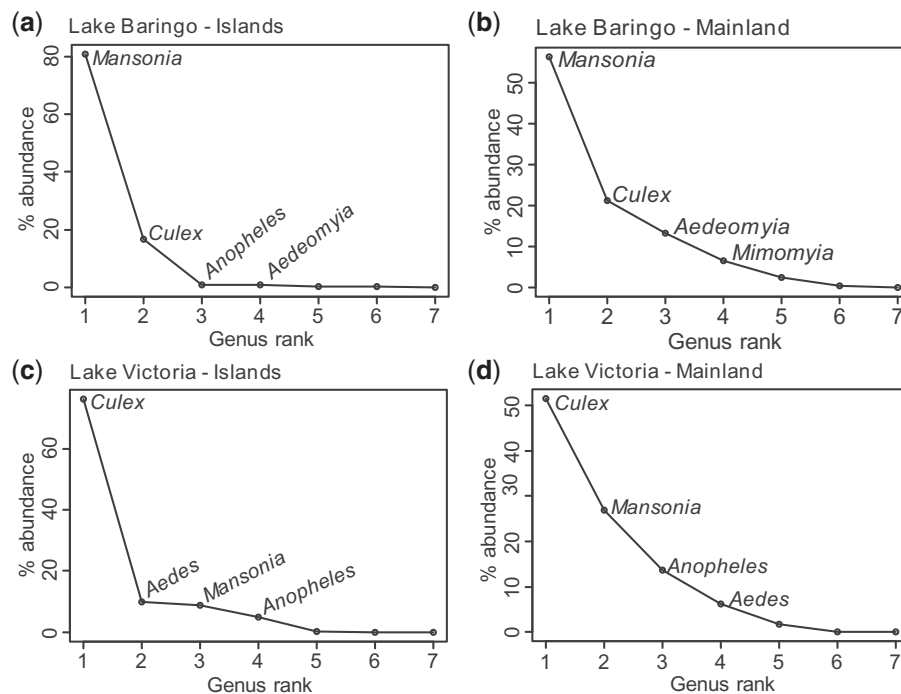 (a) Lake Baringo - Islands
% abundance
80
60
40
20
0
Mansonia
Culex
Anopheles
Aedeomyia
1 2 3 4 5 6 7
Genus rank
(b) Lake Baringo - Mainland
% abundance
50
40
30
20
10
0
Mansonia
Culex
Aedeomyia
Mimomyia
1 2 3 4 5 6 7
Genus rank
(c) Lake Victoria - Islands
% abundance
60
40
20
0
Culex
Aedes
Mansonia
Anopheles
1 2 3 4 5 6 7
Genus rank
(d) Lake Victoria - Mainland
% abundance
50
40
30
20
10
0
Culex
Mansonia
Anopheles
Aedes
1 2 3 4 5 6 7
Genus rank